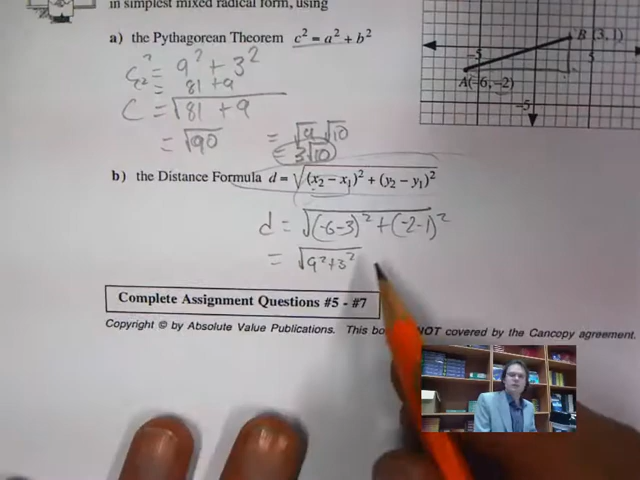 in simplest mixed radical form, using
a) the Pythagorean Theorem c² = a² + b²
B (3, 1)
-5
5
A(-6, -2)
-5
c² = 9² + 3²
= 81 + 9
c = √81 + 9
= √90
= √9 √10
= 3√10
b) the Distance Formula d = √(x₂ − x₁)² + (y₂ − y₁)²
d = √(-6-3)² + (-2-1)²
= √9² + 3²
Complete Assignment Questions #5 - #7
Copyright © by Absolute Value Publications. This bo NOT covered by the Cancopy agreement.